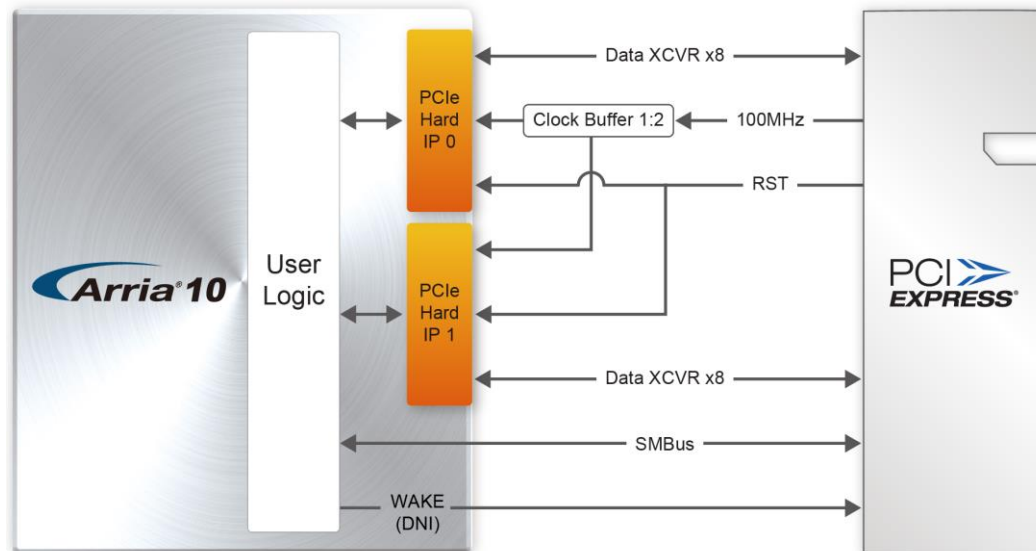 PCIe
Hard
IP 0
Data XCVR x8
Clock Buffer 1:2
100MHz
RST
Arria® 10
User
Logic
PCIe
Hard
IP 1
PCI
EXPRESS®
Data XCVR x8
SMBus
WAKE
(DNI)